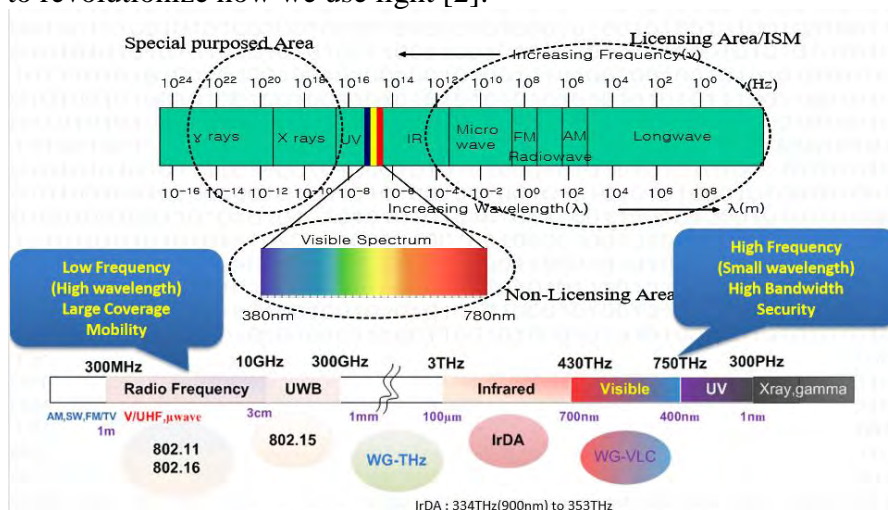 to revolutionize how we use light [2].
Special purposed Area
Licensing Area/ISM
Increasing Frequency(ν)
10²⁴ 10²² 10²⁰ 10¹⁸ 10¹⁶ 10¹⁰ 10⁸ 10⁶ 10⁴ 10² 10⁰ ν(Hz)
γ rays X rays UV IR Micro wave FM AM Longwave
Radiowave
10⁻¹⁶ 10⁻¹⁴ 10⁻¹² 10⁻¹⁰ 10⁻⁸ 10⁻⁶ 10⁻⁴ 10⁻² 10⁰ 10² 10⁴ 10⁶ 10⁸
Increasing Wavelength(λ)
Visible Spectrum
380nm 780nm
Non-Licensing Area
Low Frequency
(High wavelength)
Large Coverage
Mobility
High Frequency
(Small wavelength)
High Bandwidth
Security
300MHz 10GHz 300GHz 3THz 430THz 750THz 300PHz
Radio Frequency UWB Infrared Visible UV Xray,gamma
AM,SW,FM/TV V/UHF,μwave
1m 3cm 1mm 100μm 700nm 400nm 1nm
802.11
802.16
802.15
WG-THz
IrDA
WG-VLC
IrDA : 334THz(900nm) to 353THz